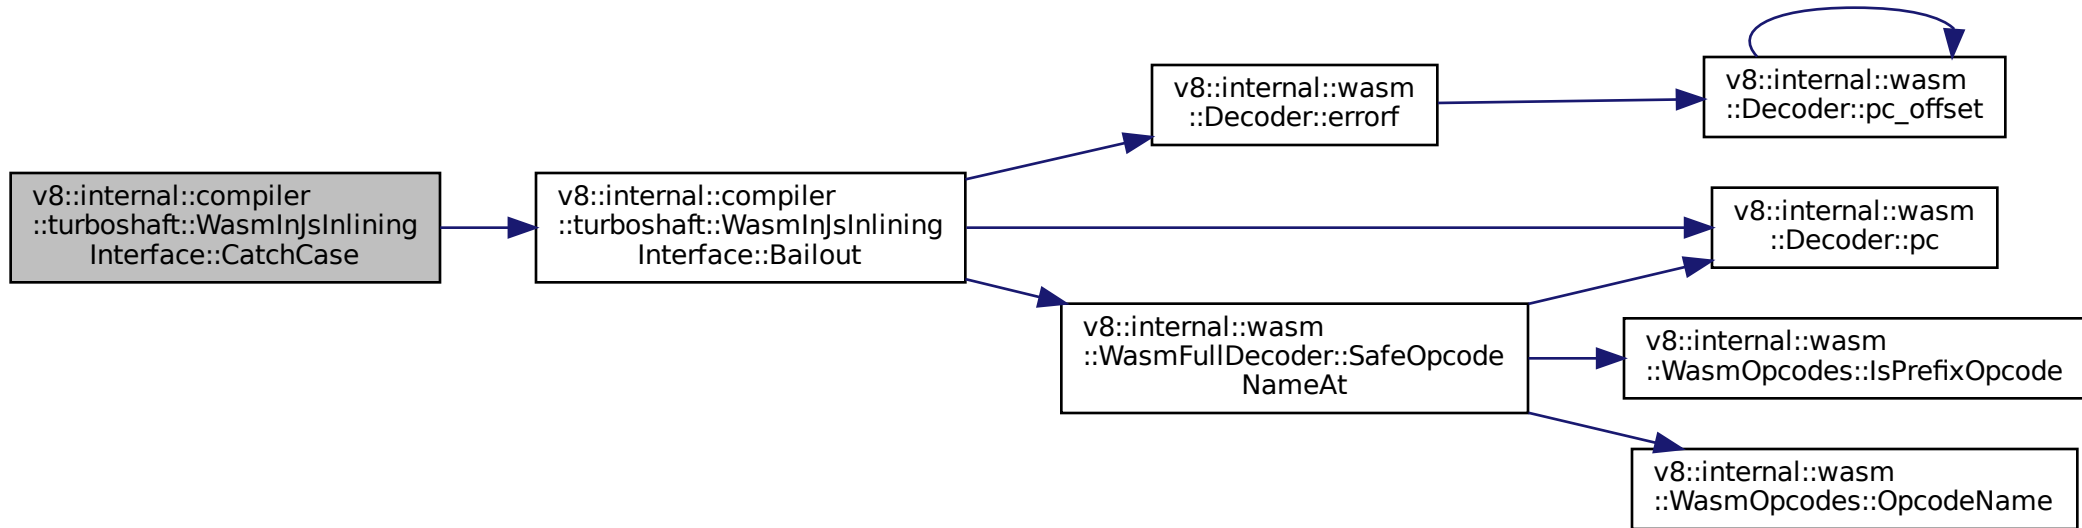 v8::internal::compiler
::turboshaft::WasmInJsInlining
Interface::CatchCase
v8::internal::compiler
::turboshaft::WasmInJsInlining
Interface::Bailout
v8::internal::wasm
::Decoder::errorf
v8::internal::wasm
::Decoder::pc_offset
v8::internal::wasm
::Decoder::pc
v8::internal::wasm
::WasmFullDecoder::SafeOpcode
NameAt
v8::internal::wasm
::WasmOpcodes::IsPrefixOpcode
v8::internal::wasm
::WasmOpcodes::OpcodeName